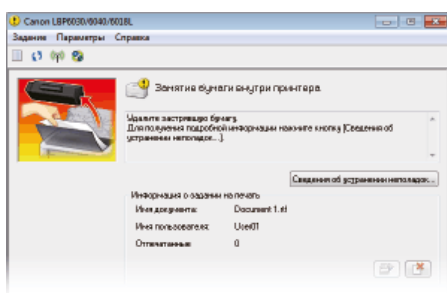 Canon LBP6030/6040/6018L
Задание Параметры Справка
Замятие бумаги внутри принтера.
Удалите застрявшую бумагу.
Для получения подробной информации нажмите кнопку [Сведения об
устранении неполадок...].
Сведения об устранении неполадок...
Информация о задании на печать
Имя документа: Document 1.rtf
Имя пользователя: User01
Отпечатанные: 0